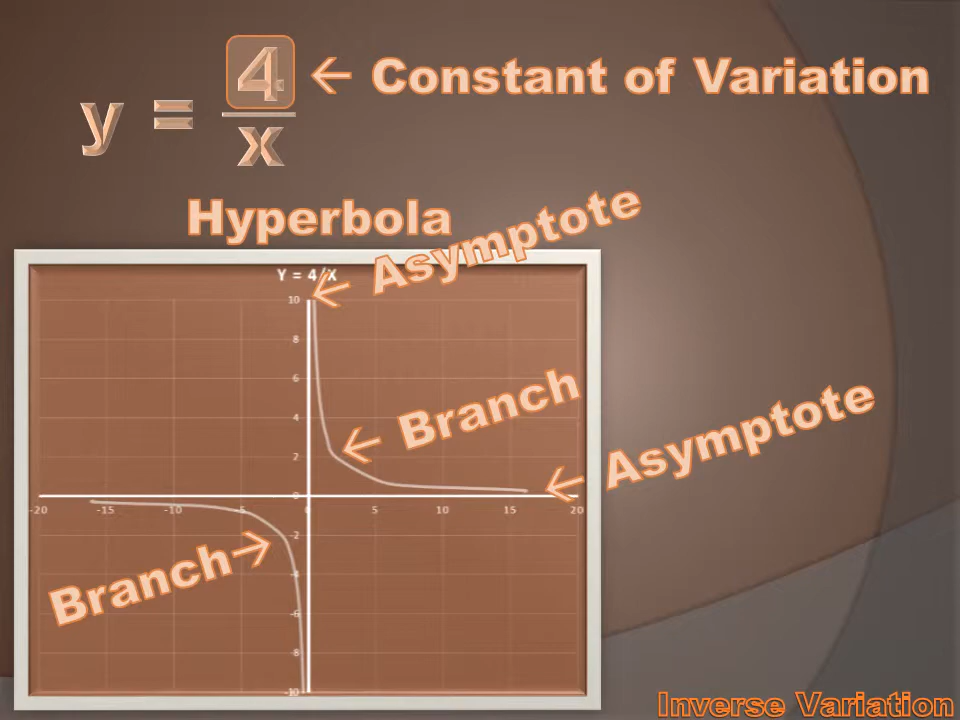 4 ← Constant of Variation
y =
x
Hyperbola
← Asymptote
Y = 4/X
10
8
6
← Branch
4
← Asymptote
2
0
-20 -15 -10 -5 0 5 10 15 20
-2
Branch→
-4
-6
-8
-10
Inverse Variation